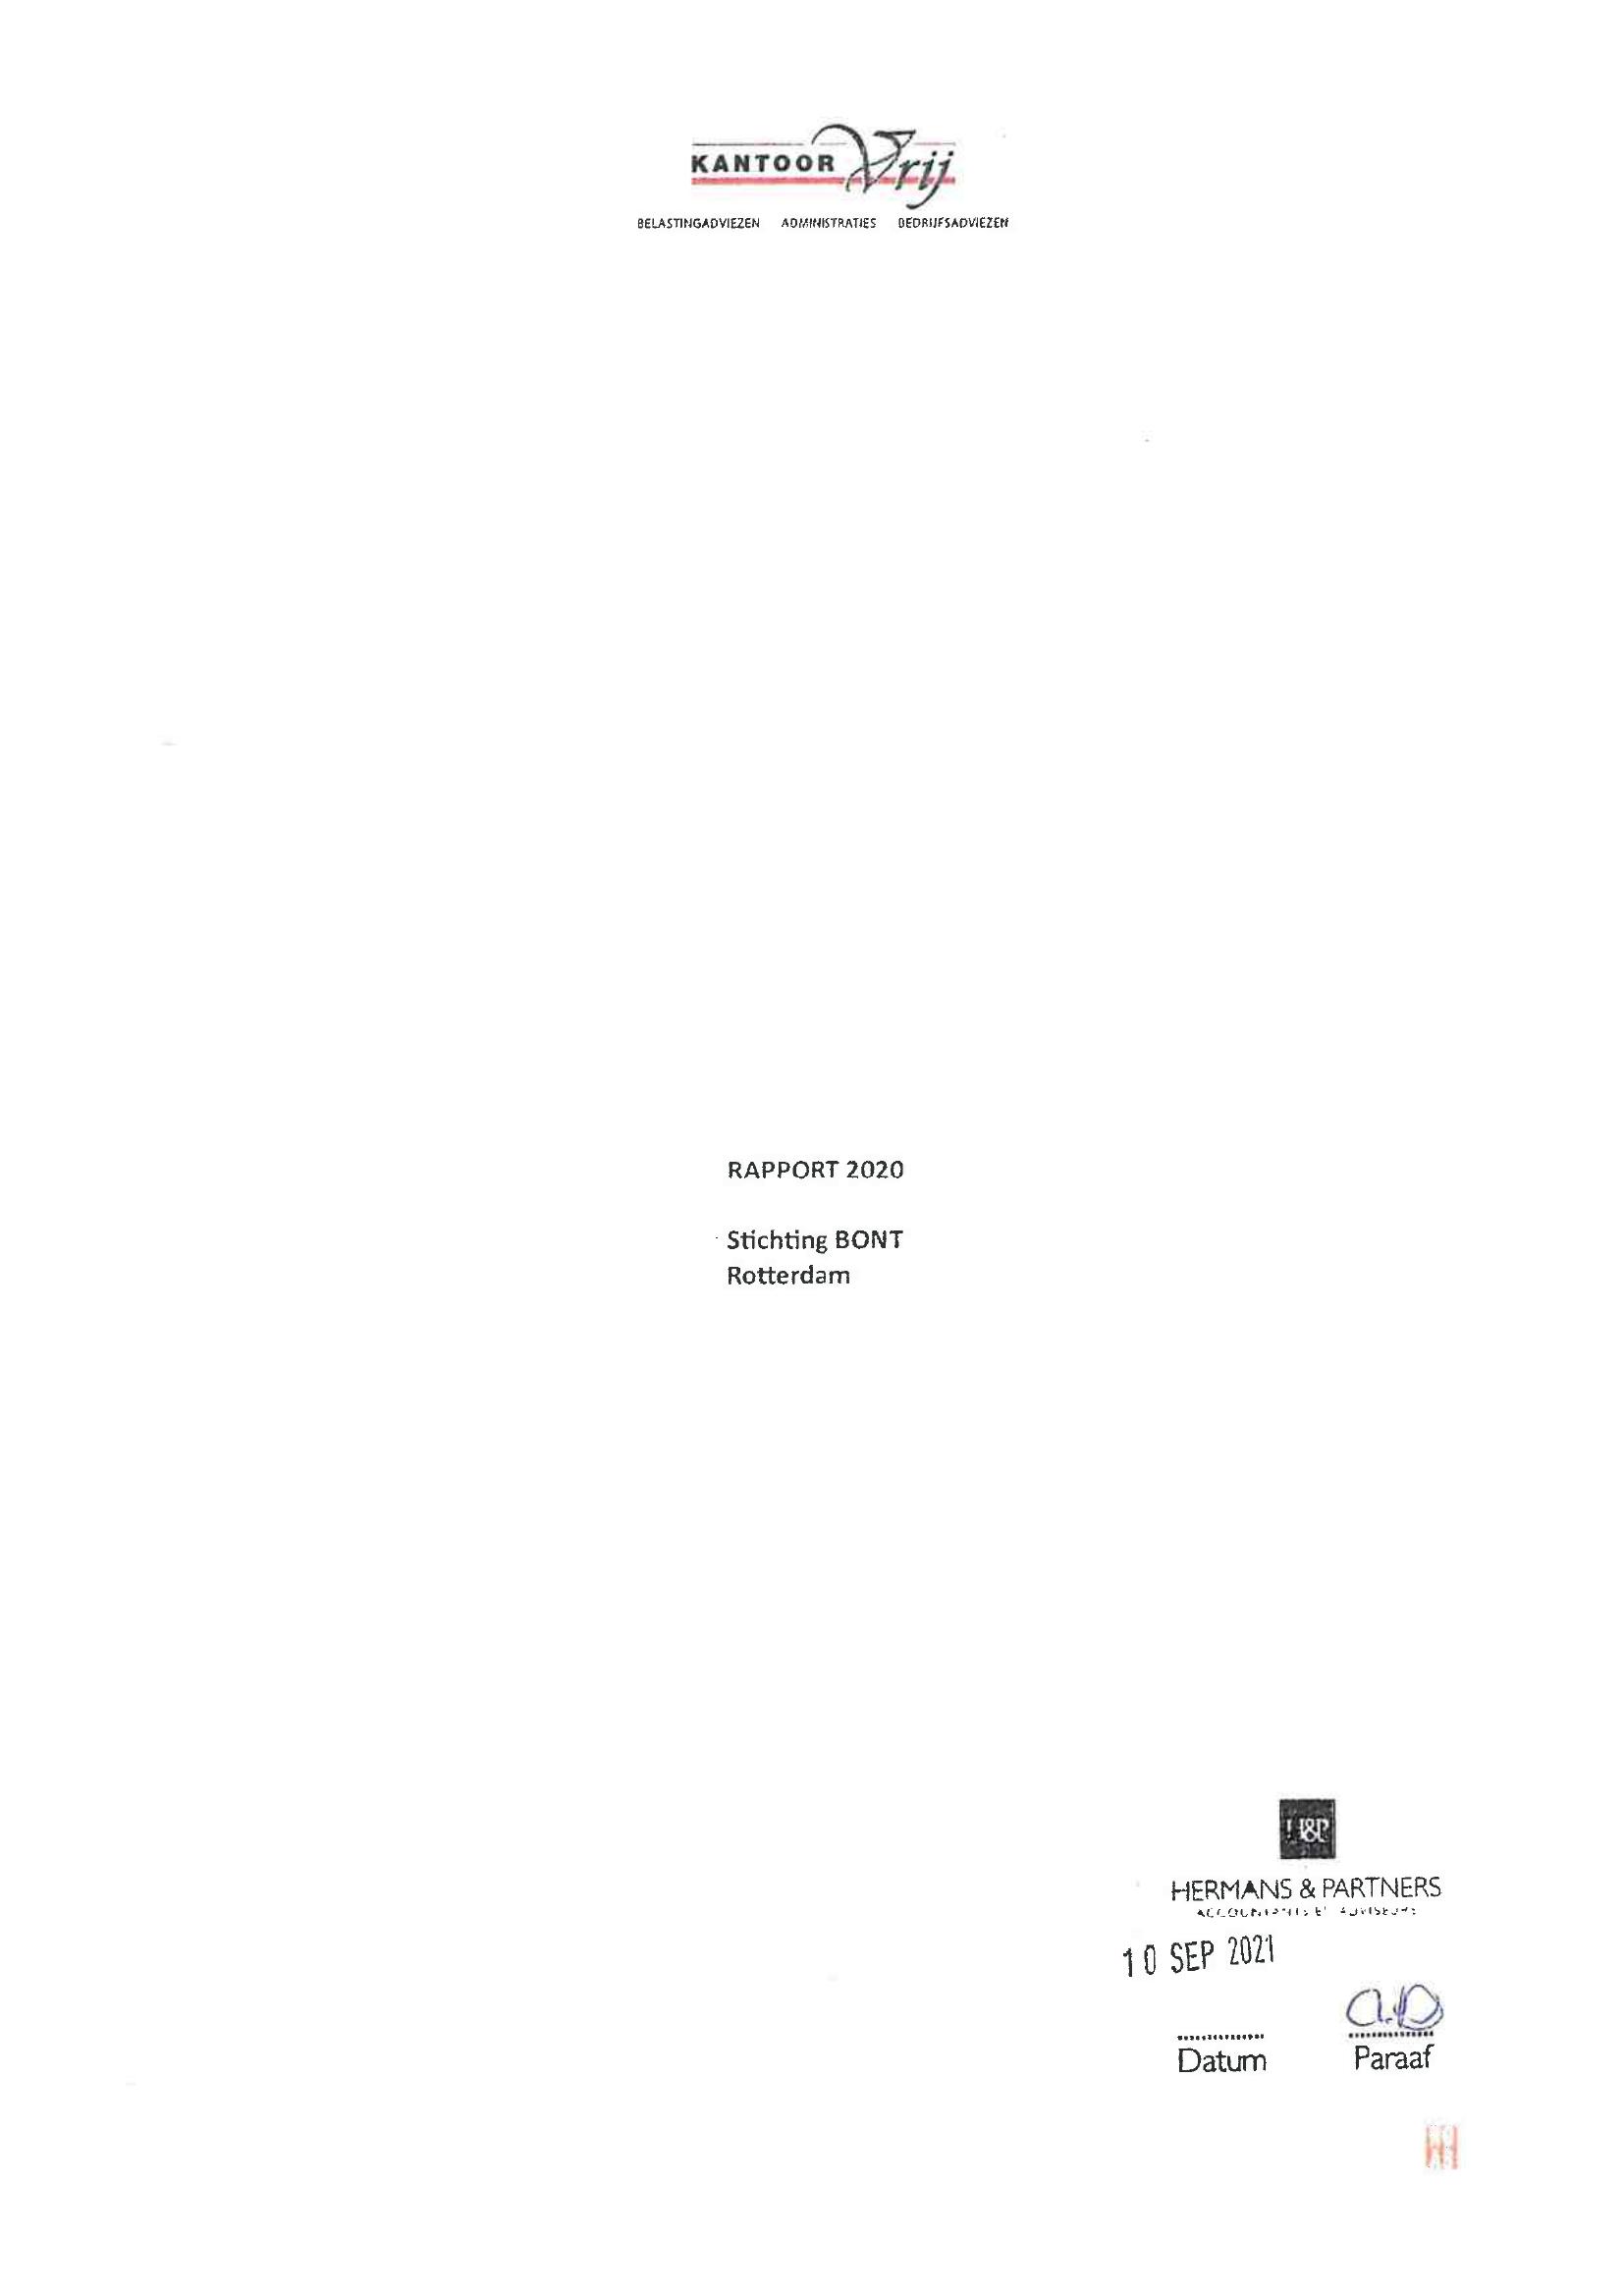 KANTOOR Vrij
BELASTINGADVIEZEN ADMINISTRATIES BEDRIJFSADVIEZEN
RAPPORT 2020
Stichting BONT
Rotterdam
H&P
HERMANS & PARTNERS
ACCOUNTANTS EN ADVISEURS
10 SEP 2021
a.D
Datum Paraaf